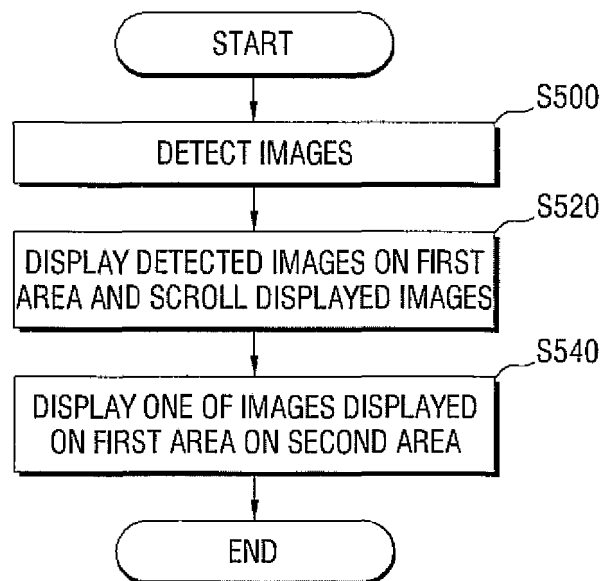 START
S500
DETECT IMAGES
S520
DISPLAY DETECTED IMAGES ON FIRST
AREA AND SCROLL DISPLAYED IMAGES
S540
DISPLAY ONE OF IMAGES DISPLAYED
ON FIRST AREA ON SECOND AREA
END